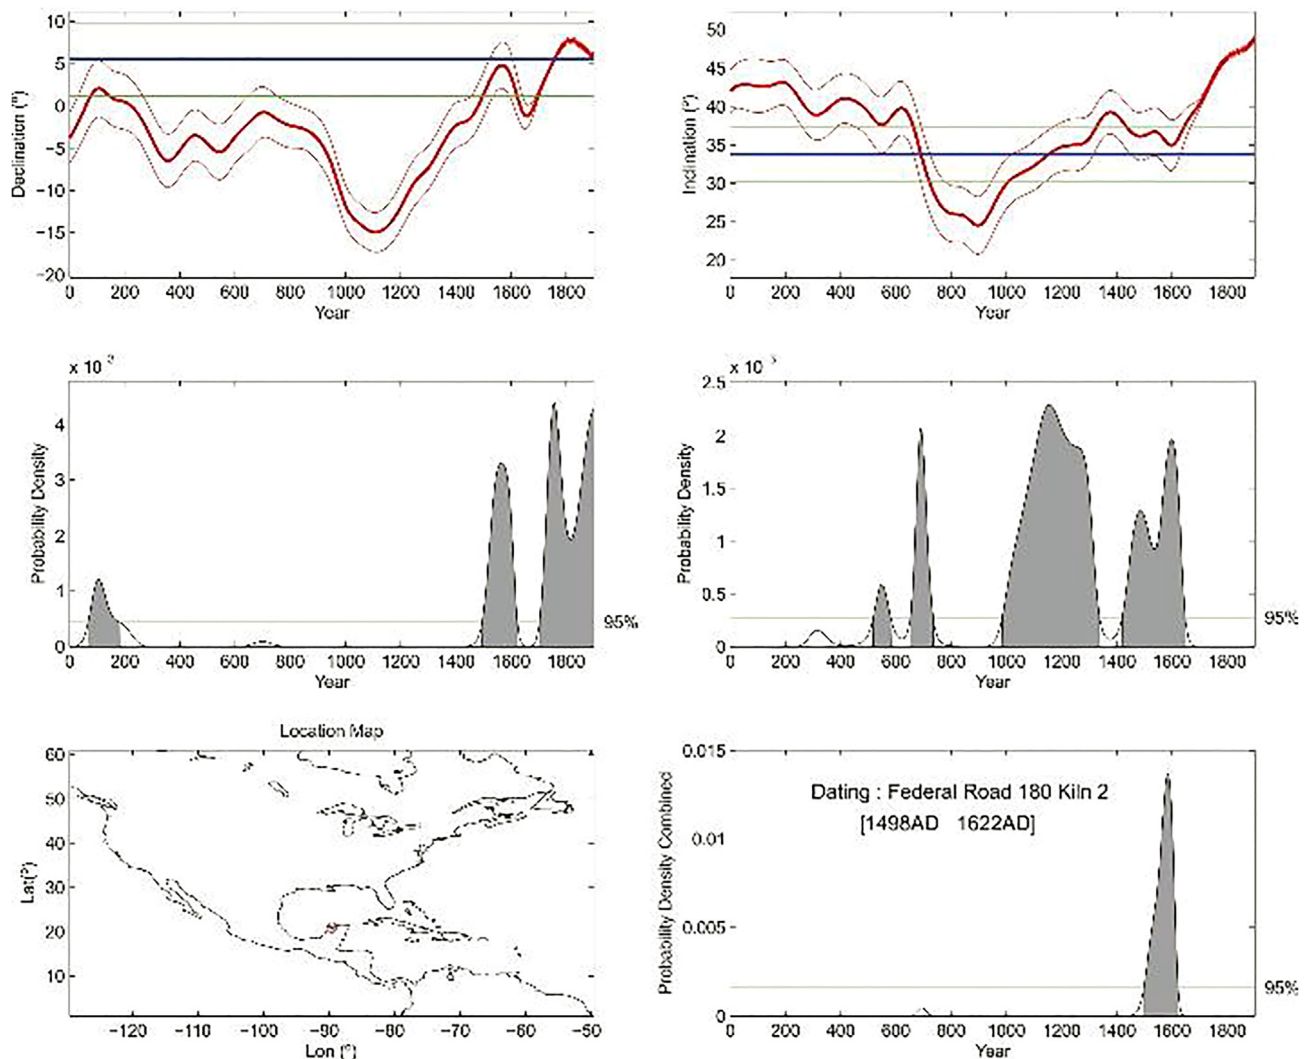 10
5
0
−5
−10
−15
−20
Declination (º)
0 200 400 600 800 1000 1200 1400 1600 1800
Year
50
45
40
35
30
25
20
Inclination (º)
0 200 400 600 800 1000 1200 1400 1600 1800
Year
x 10
4
3
2
1
0
Probability Density
95%
0 200 400 600 800 1000 1200 1400 1600 1800
Year
x 10
2.5
2
1.5
1
0.5
0
Probability Density
95%
0 200 400 600 800 1000 1200 1400 1600 1800
Year
Location Map
60
50
40
30
20
10
Lat(º)
−120 −110 −100 −90 −80 −70 −60 −50
Lon (º)
0.015
0.01
0.005
0
Probability Density Combined
Dating : Federal Road 180 Kiln 2
[1498AD 1622AD]
95%
0 200 400 600 800 1000 1200 1400 1600 1800
Year